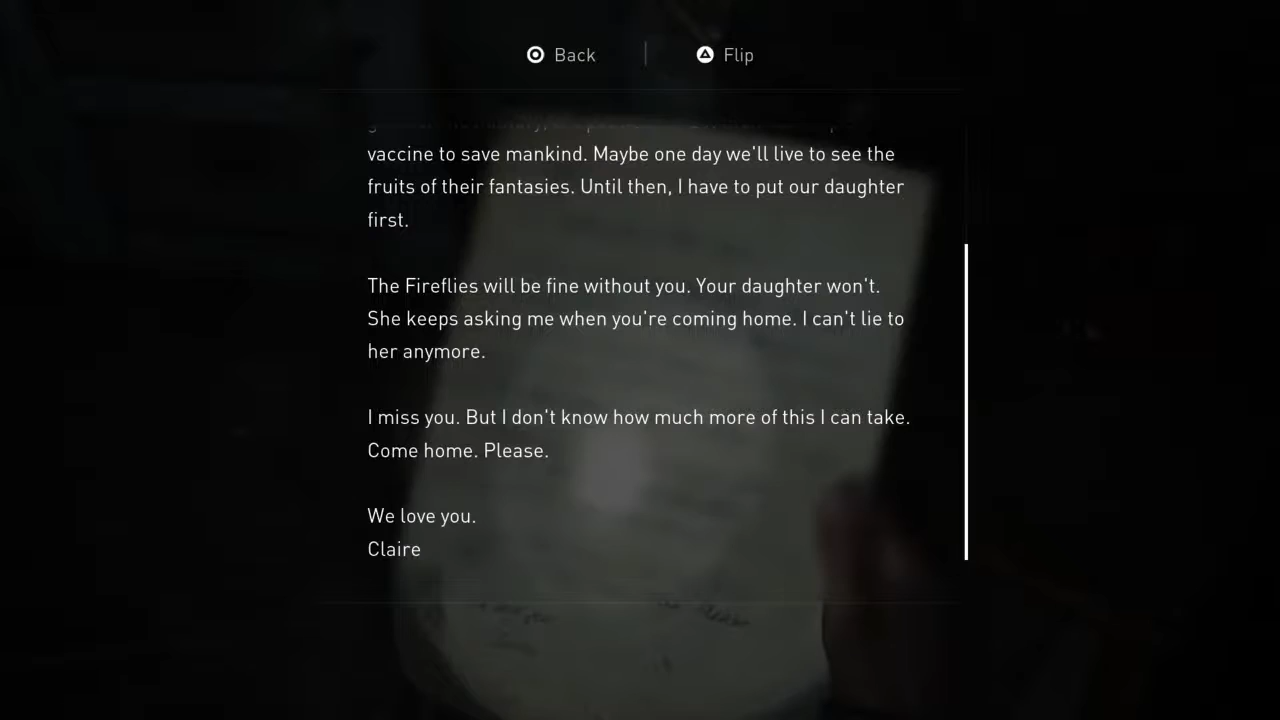 Back
Flip
vaccine to save mankind. Maybe one day we'll live to see the
fruits of their fantasies. Until then, I have to put our daughter
first.
The Fireflies will be fine without you. Your daughter won't.
She keeps asking me when you're coming home. I can't lie to
her anymore.
I miss you. But I don't know how much more of this I can take.
Come home. Please.
We love you.
Claire